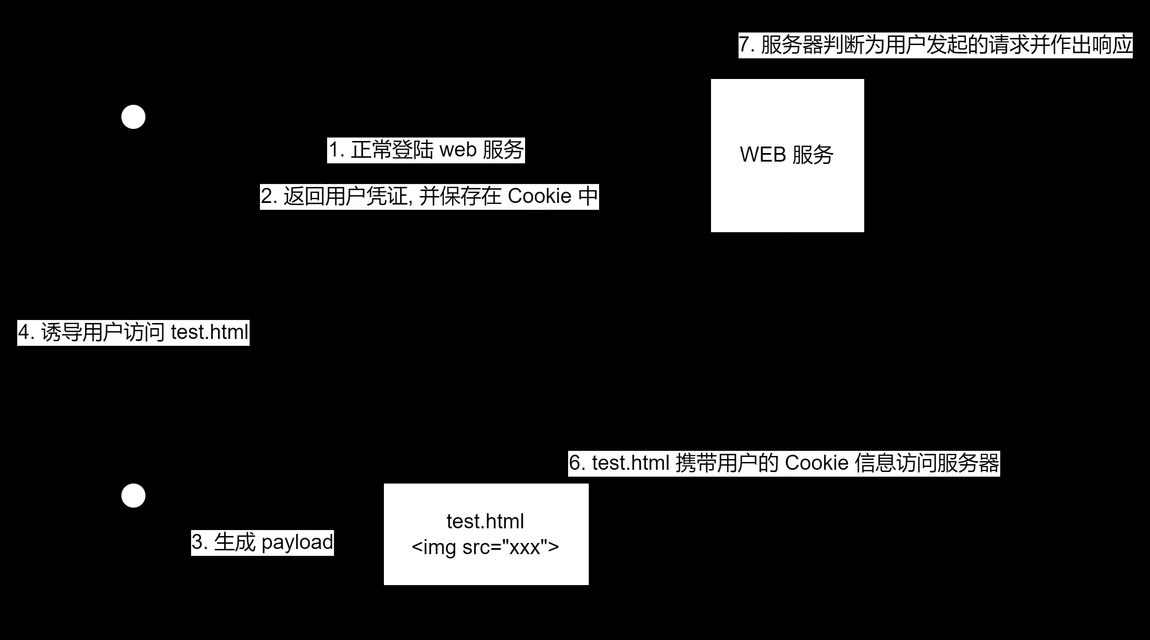 7. 服务器判断为用户发起的请求并作出响应
1. 正常登陆 web 服务
WEB 服务
2. 返回用户凭证, 并保存在 Cookie 中
4. 诱导用户访问 test.html
6. test.html 携带用户的 Cookie 信息访问服务器
test.html
<img src="xxx">
3. 生成 payload